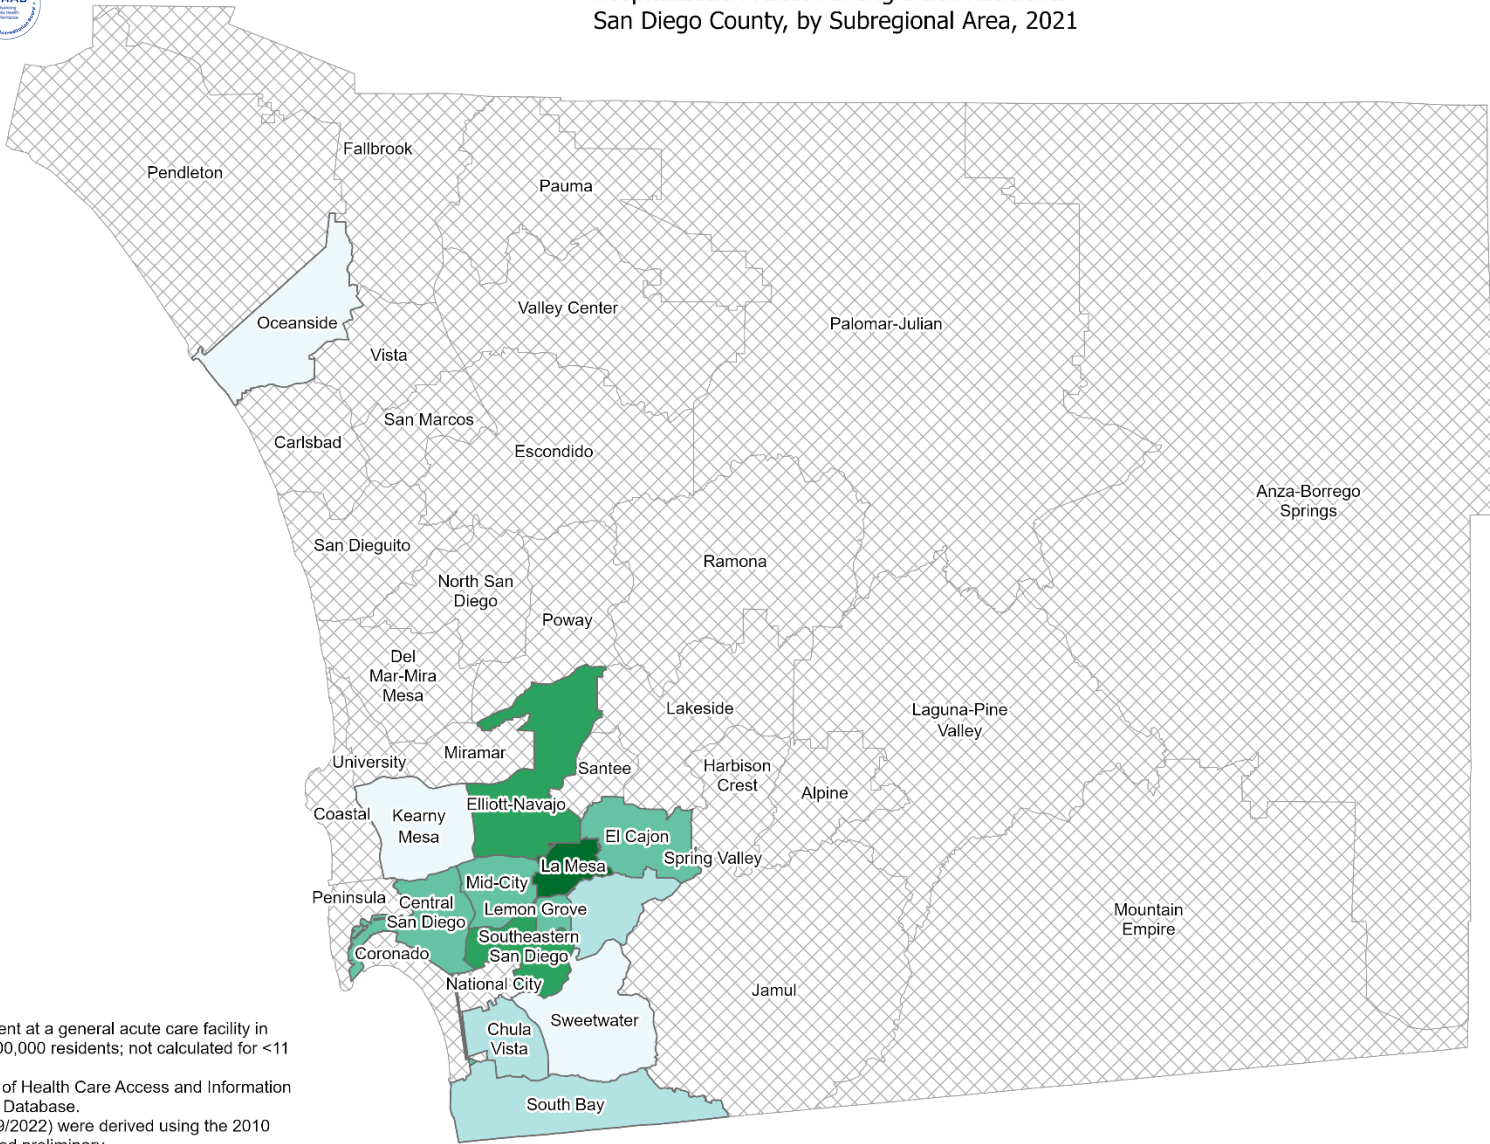 San Diego County, by Subregional Area, 2021
Fallbrook
Pendleton
Pauma
Valley Center
Oceanside
Palomar-Julian
Vista
San Marcos
Carlsbad
Escondido
Anza-Borrego
Springs
San Dieguito
Ramona
North San
Diego
Poway
Del
Mar-Mira
Mesa
Lakeside
Laguna-Pine
Valley
Miramar
University
Santee
Harbison
Crest
Alpine
Elliott-Navajo
Coastal
Kearny
Mesa
El Cajon
Spring Valley
La Mesa
Mid-City
Peninsula
Central
San Diego
Lemon Grove
Mountain
Empire
Southeastern
San Diego
Coronado
National City
Jamul
Sweetwater
Chula
Vista
South Bay
ent at a general acute care facility in
00,000 residents; not calculated for <11
of Health Care Access and Information
Database.
9/2022) were derived using the 2010